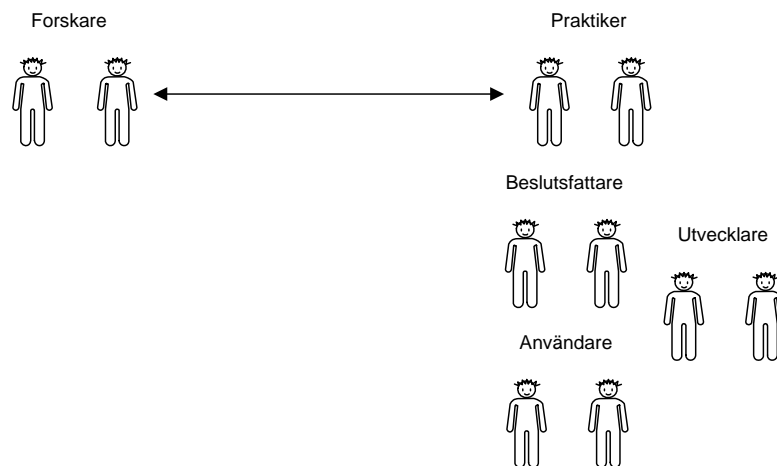 Forskare
Praktiker
Beslutsfattare
Utvecklare
Användare